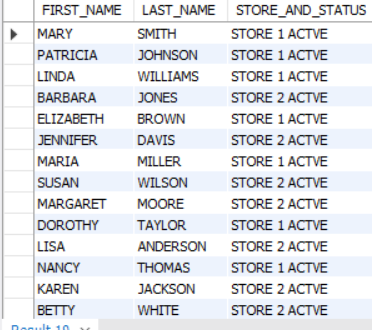 FIRST_NAME LAST_NAME STORE_AND_STATUS
MARY SMITH STORE 1 ACTVE
PATRICIA JOHNSON STORE 1 ACTVE
LINDA WILLIAMS STORE 1 ACTVE
BARBARA JONES STORE 2 ACTVE
ELIZABETH BROWN STORE 1 ACTVE
JENNIFER DAVIS STORE 2 ACTVE
MARIA MILLER STORE 1 ACTVE
SUSAN WILSON STORE 2 ACTVE
MARGARET MOORE STORE 2 ACTVE
DOROTHY TAYLOR STORE 1 ACTVE
LISA ANDERSON STORE 2 ACTVE
NANCY THOMAS STORE 1 ACTVE
KAREN JACKSON STORE 2 ACTVE
BETTY WHITE STORE 2 ACTVE